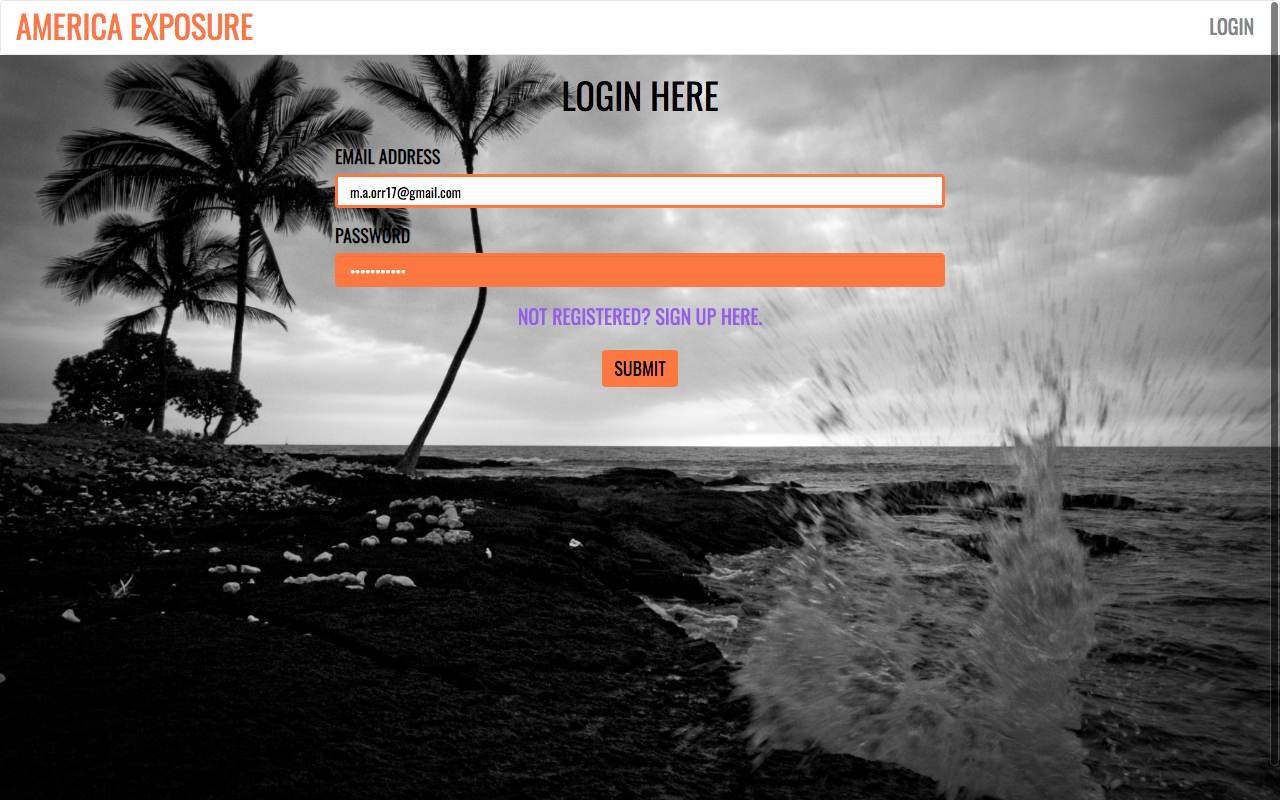 AMERICA EXPOSURE
LOGIN
LOGIN HERE
EMAIL ADDRESS
m.a.orr17@gmail.com
PASSWORD
•••••••••••
NOT REGISTERED? SIGN UP HERE.
SUBMIT